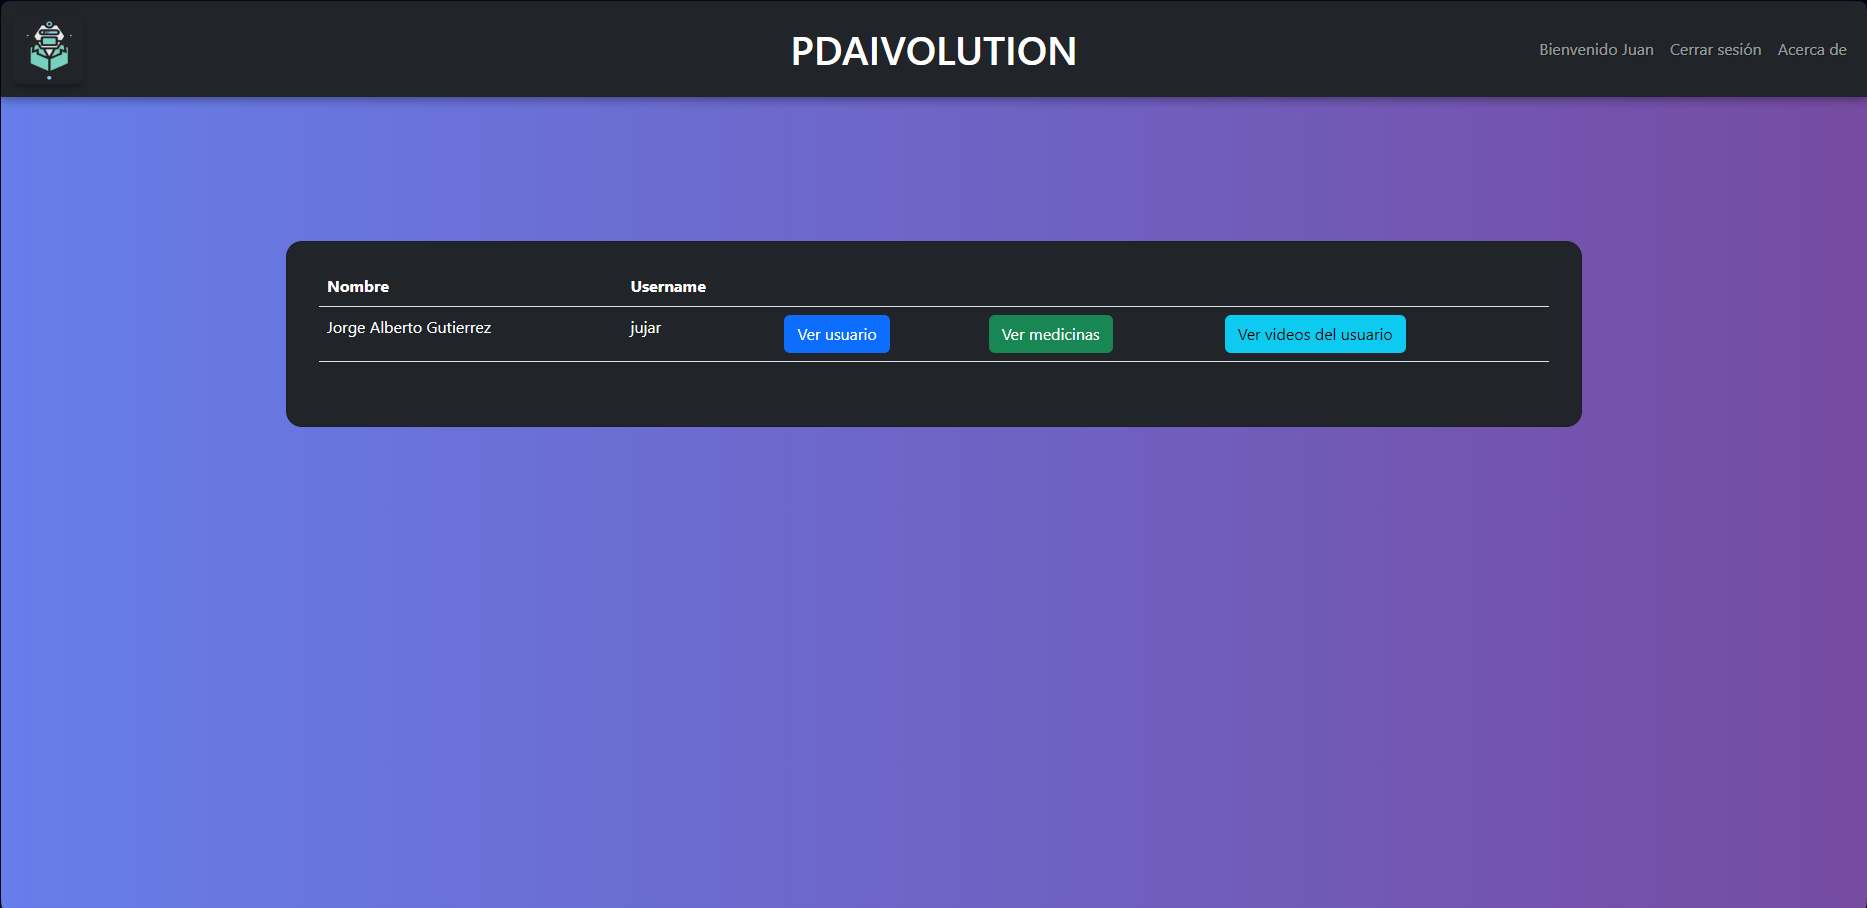 PDAIVOLUTION
Bienvenido Juan Cerrar sesión Acerca de
Nombre Username
Jorge Alberto Gutierrez jujar Ver usuario Ver medicinas Ver videos del usuario